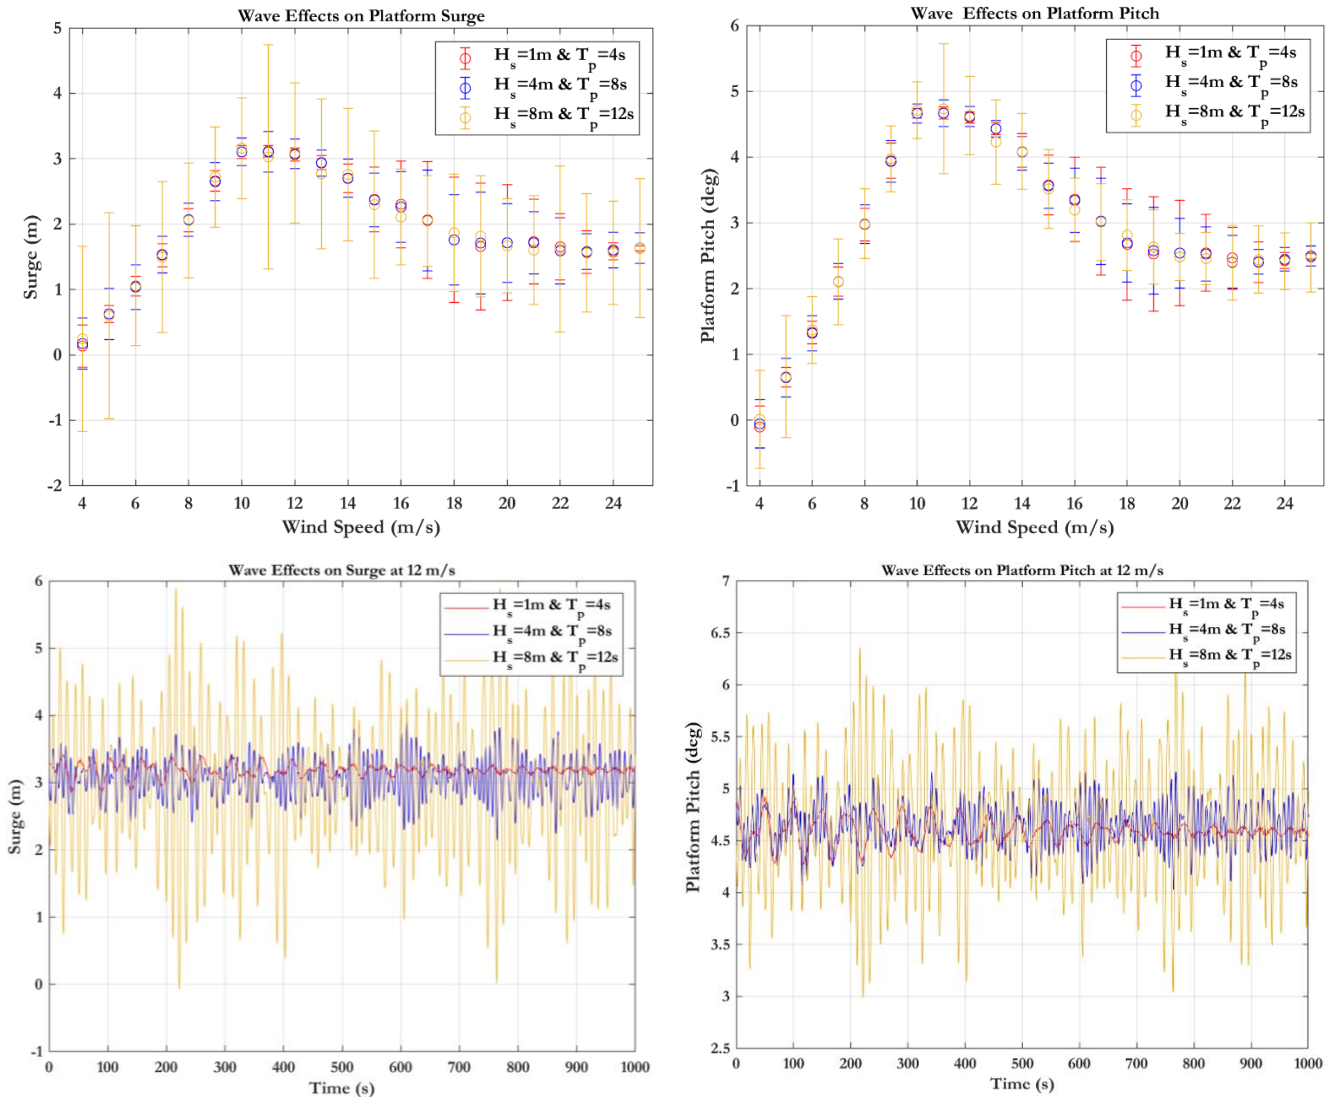 Wave Effects on Platform Surge
5
4
3
2
1
0
-1
-2
Surge (m)
4 6 8 10 12 14 16 18 20 22 24
Wind Speed (m/s)
H_s=1m & T_p=4s
H_s=4m & T_p=8s
H_s=8m & T_p=12s
Wave Effects on Platform Pitch
6
5
4
3
2
1
0
-1
Platform Pitch (deg)
4 6 8 10 12 14 16 18 20 22 24
Wind Speed (m/s)
H_s=1m & T_p=4s
H_s=4m & T_p=8s
H_s=8m & T_p=12s
Wave Effects on Surge at 12 m/s
6
5
4
3
2
1
0
-1
Surge (m)
0 100 200 300 400 500 600 700 800 900 1000
Time (s)
H_s=1m & T_p=4s
H_s=4m & T_p=8s
H_s=8m & T_p=12s
Wave Effects on Platform Pitch at 12 m/s
7
6.5
6
5.5
5
4.5
4
3.5
3
2.5
Platform Pitch (deg)
0 100 200 300 400 500 600 700 800 900 1000
Time (s)
H_s=1m & T_p=4s
H_s=4m & T_p=8s
H_s=8m & T_p=12s